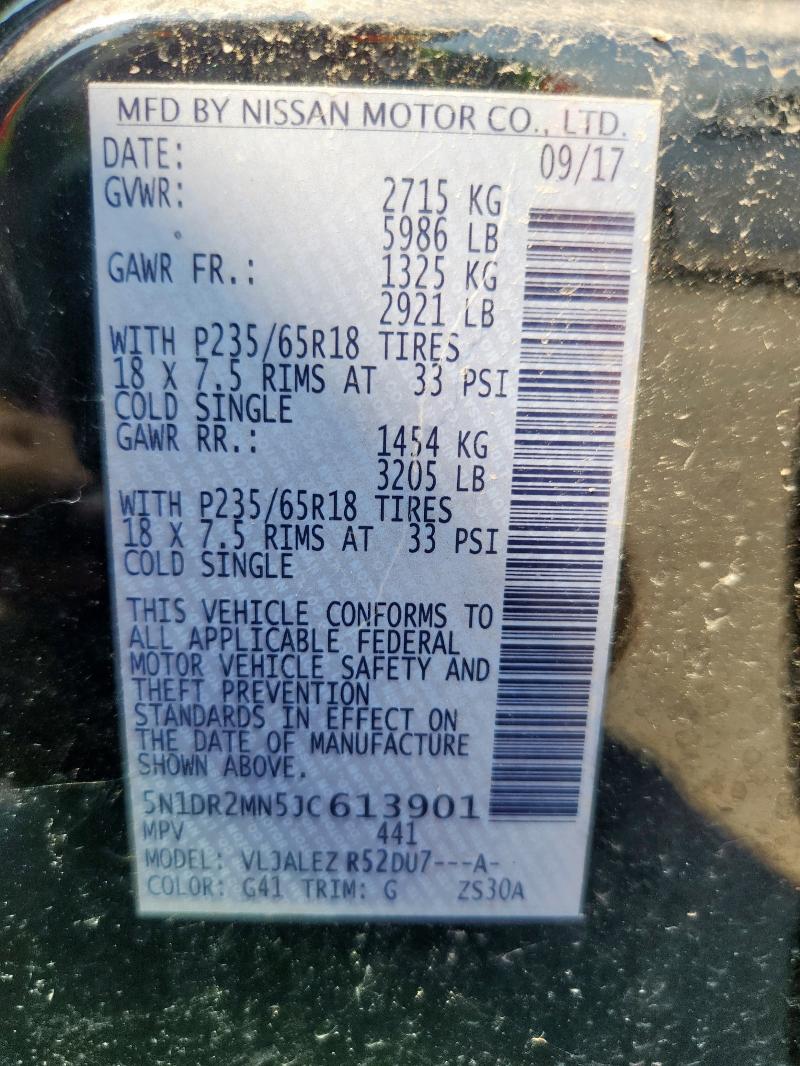 MFD BY NISSAN MOTOR CO., LTD.
DATE: 09/17
GVWR: 2715 KG
5986 LB
GAWR FR.: 1325 KG
2921 LB
WITH P235/65R18 TIRES
18 X 7.5 RIMS AT 33 PSI
COLD SINGLE
GAWR RR.: 1454 KG
3205 LB
WITH P235/65R18 TIRES
18 X 7.5 RIMS AT 33 PSI
COLD SINGLE
THIS VEHICLE CONFORMS TO
ALL APPLICABLE FEDERAL
MOTOR VEHICLE SAFETY AND
THEFT PREVENTION
STANDARDS IN EFFECT ON
THE DATE OF MANUFACTURE
SHOWN ABOVE.
5N1DR2MN5JC613901
MPV 441
MODEL: VLJALEZ R52DU7---A-
COLOR: G41 TRIM: G ZS30A